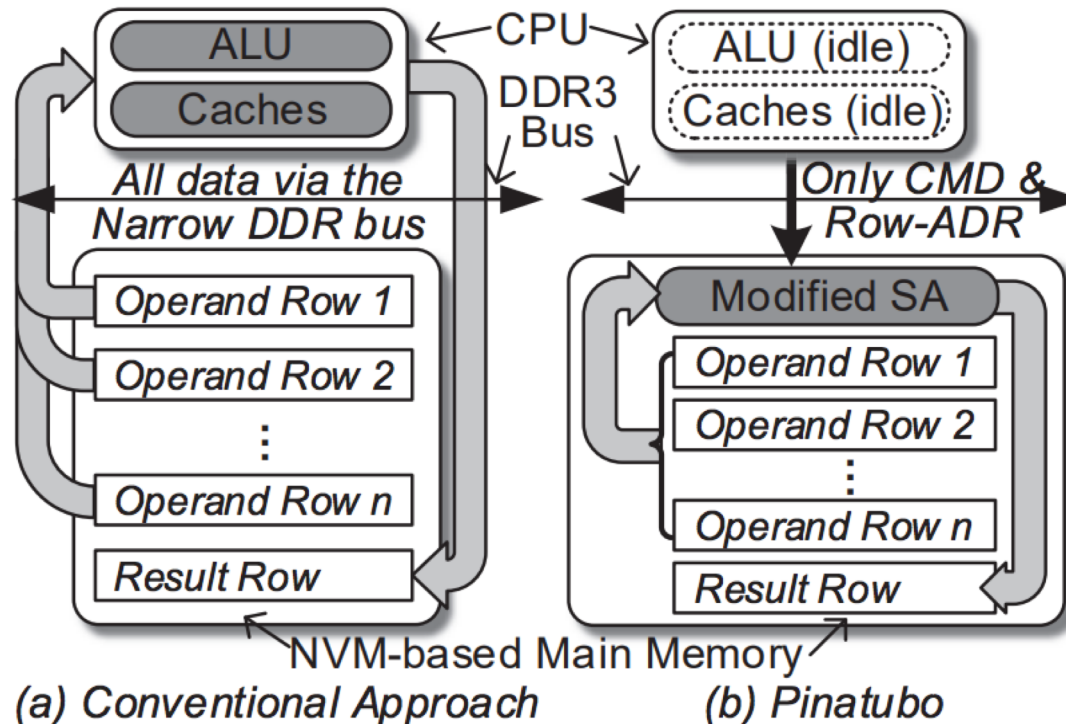 ALU
Caches
CPU
DDR3
Bus
ALU (idle)
Caches (idle)
All data via the
Narrow DDR bus
Only CMD &
Row-ADR
Operand Row 1
Operand Row 2
⋮
Operand Row n
Result Row
Modified SA
Operand Row 1
Operand Row 2
⋮
Operand Row n
Result Row
NVM-based Main Memory
(a) Conventional Approach
(b) Pinatubo